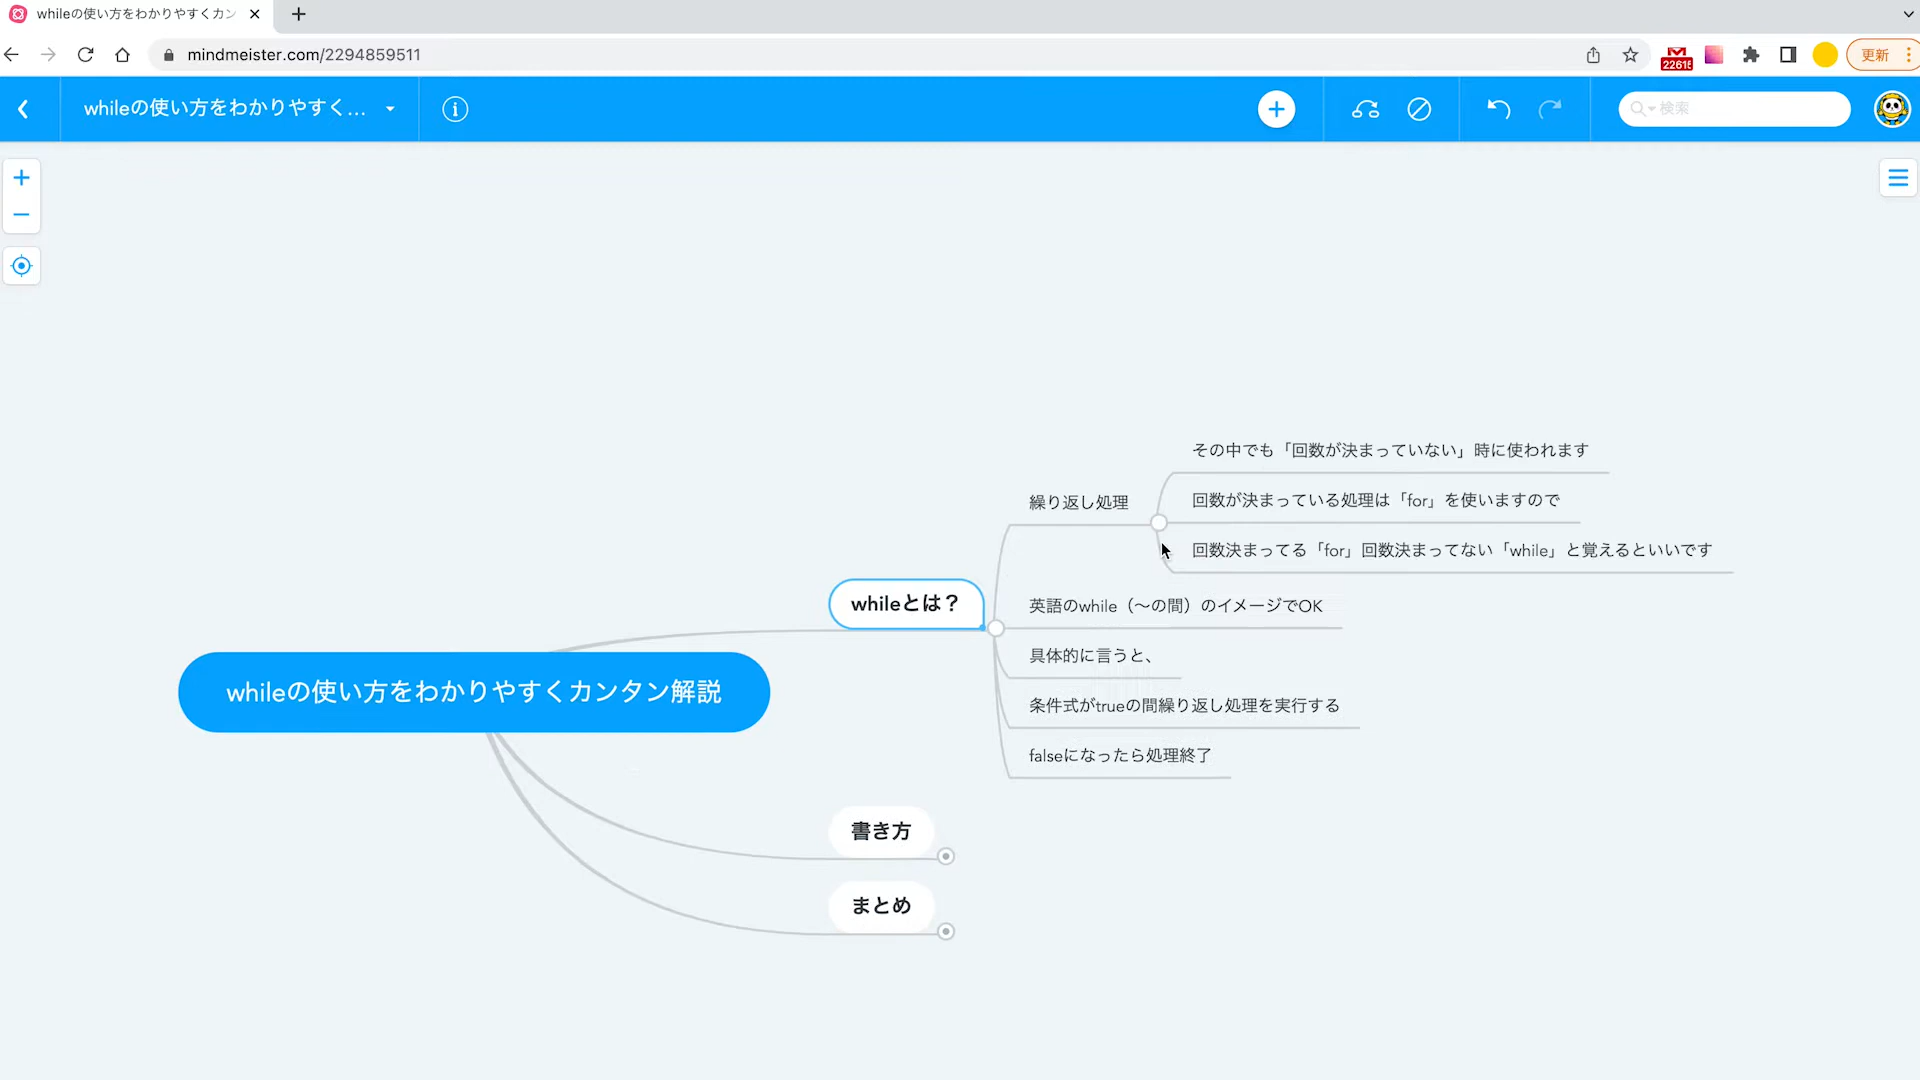 whileの使い方をわかりやすくカン
mindmeister.com/2294859511
更新
whileの使い方をわかりやすく...
検索
その中でも「回数が決まっていない」時に使われます
繰り返し処理
回数が決まっている処理は「for」を使いますので
回数決まってる「for」回数決まってない「while」と覚えるといいです
whileとは？
英語のwhile（〜の間）のイメージでOK
具体的に言うと、
条件式がtrueの間繰り返し処理を実行する
falseになったら処理終了
whileの使い方をわかりやすくカンタン解説
書き方
まとめ